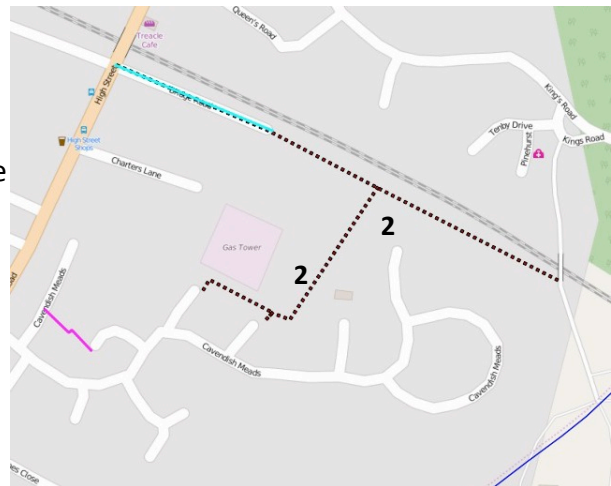 Queen's Road
Treacle
Cafe
High Street
King's Road
Tenby Drive
Kings Road
Pinehurst
High Street
Shops
Charters Lane
e
2
Gas Tower
2
Cavendish Meads
Cavendish Meads
Cavendish Meads
Close